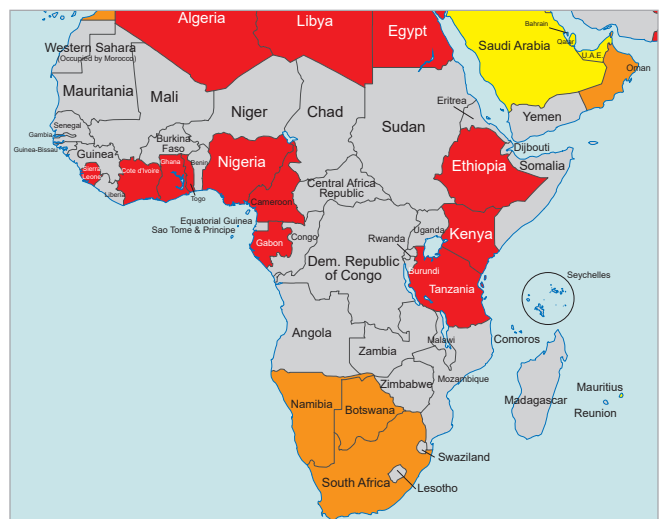 Algeria
Libya
Egypt
Bahrain
Qatar
Saudi Arabia
U.A.E.
Oman
Western Sahara
(Occupied by Morocco)
Mauritania
Mali
Niger
Chad
Sudan
Eritrea
Yemen
Senegal
Gambia
Guinea-Bissau
Guinea
Burkina
Faso
Djibouti
Somalia
Sierra
Leone
Cote d'Ivoire
Ghana
Benin
Nigeria
Ethiopia
Liberia
Togo
Cameroon
Central Africa
Republic
Equatorial Guinea
Sao Tome & Principe
Gabon
Congo
Uganda
Kenya
Rwanda
Dem. Republic
of Congo
Burundi
Tanzania
Seychelles
Angola
Zambia
Malawi
Comoros
Zimbabwe
Mozambique
Madagascar
Mauritius
Reunion
Namibia
Botswana
Swaziland
South Africa
Lesotho